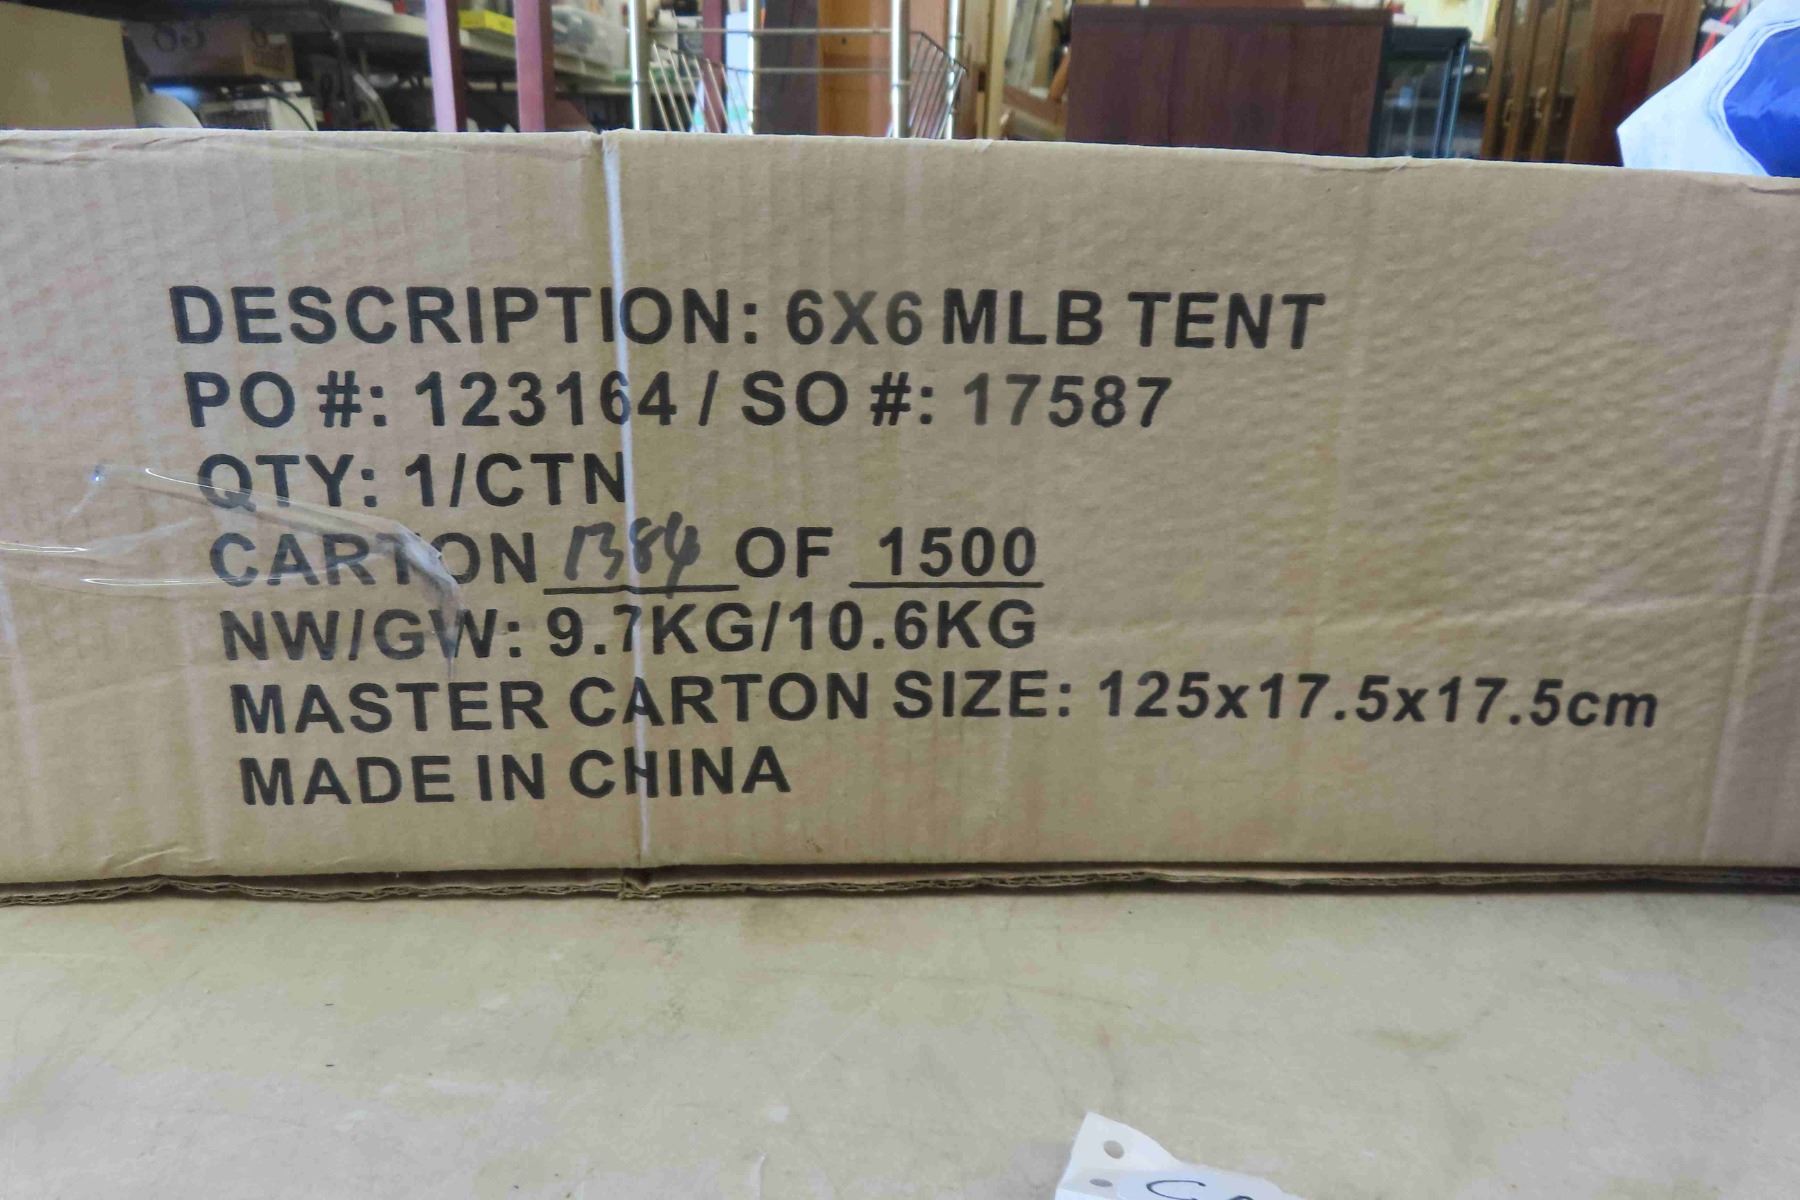 DESCRIPTION: 6X6 MLB TENT
PO #: 123164 / SO #: 17587
QTY: 1/CTN
CARTON 1384 OF 1500
NW/GW: 9.7KG/10.6KG
MASTER CARTON SIZE: 125x17.5x17.5cm
MADE IN CHINA